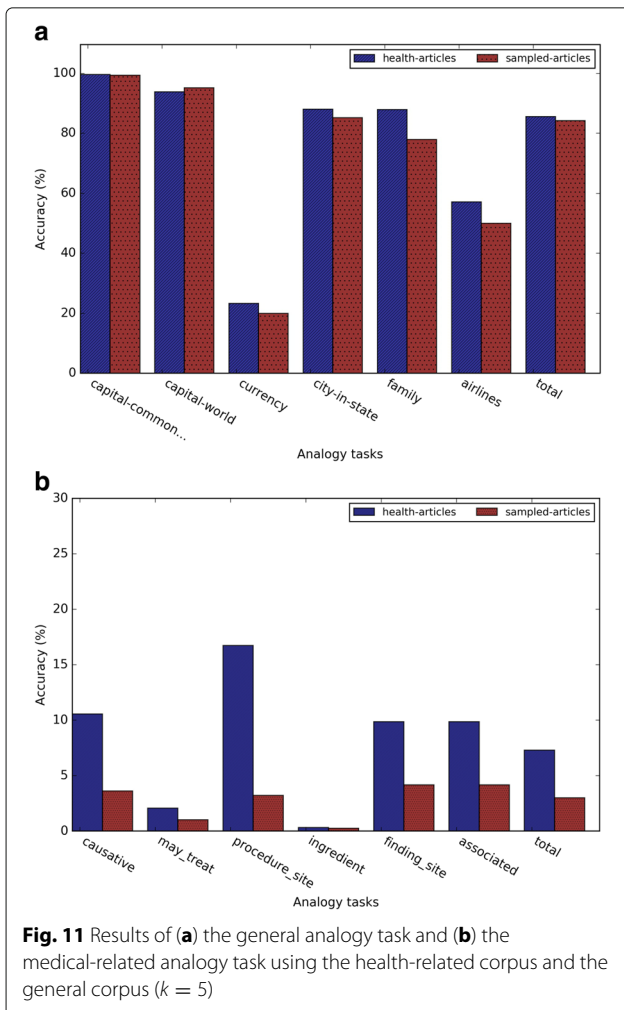 a
health-articles sampled-articles
100
80
60
40
20
0
Accuracy (%)
capital-common...
capital-world
currency
city-in-state
family
airlines
total
Analogy tasks
b
health-articles sampled-articles
30
25
20
15
10
5
0
Accuracy (%)
causative
may_treat
procedure_site
ingredient
finding_site
associated
total
Analogy tasks
Fig. 11 Results of (a) the general analogy task and (b) the
medical-related analogy task using the health-related corpus and the
general corpus (k = 5)